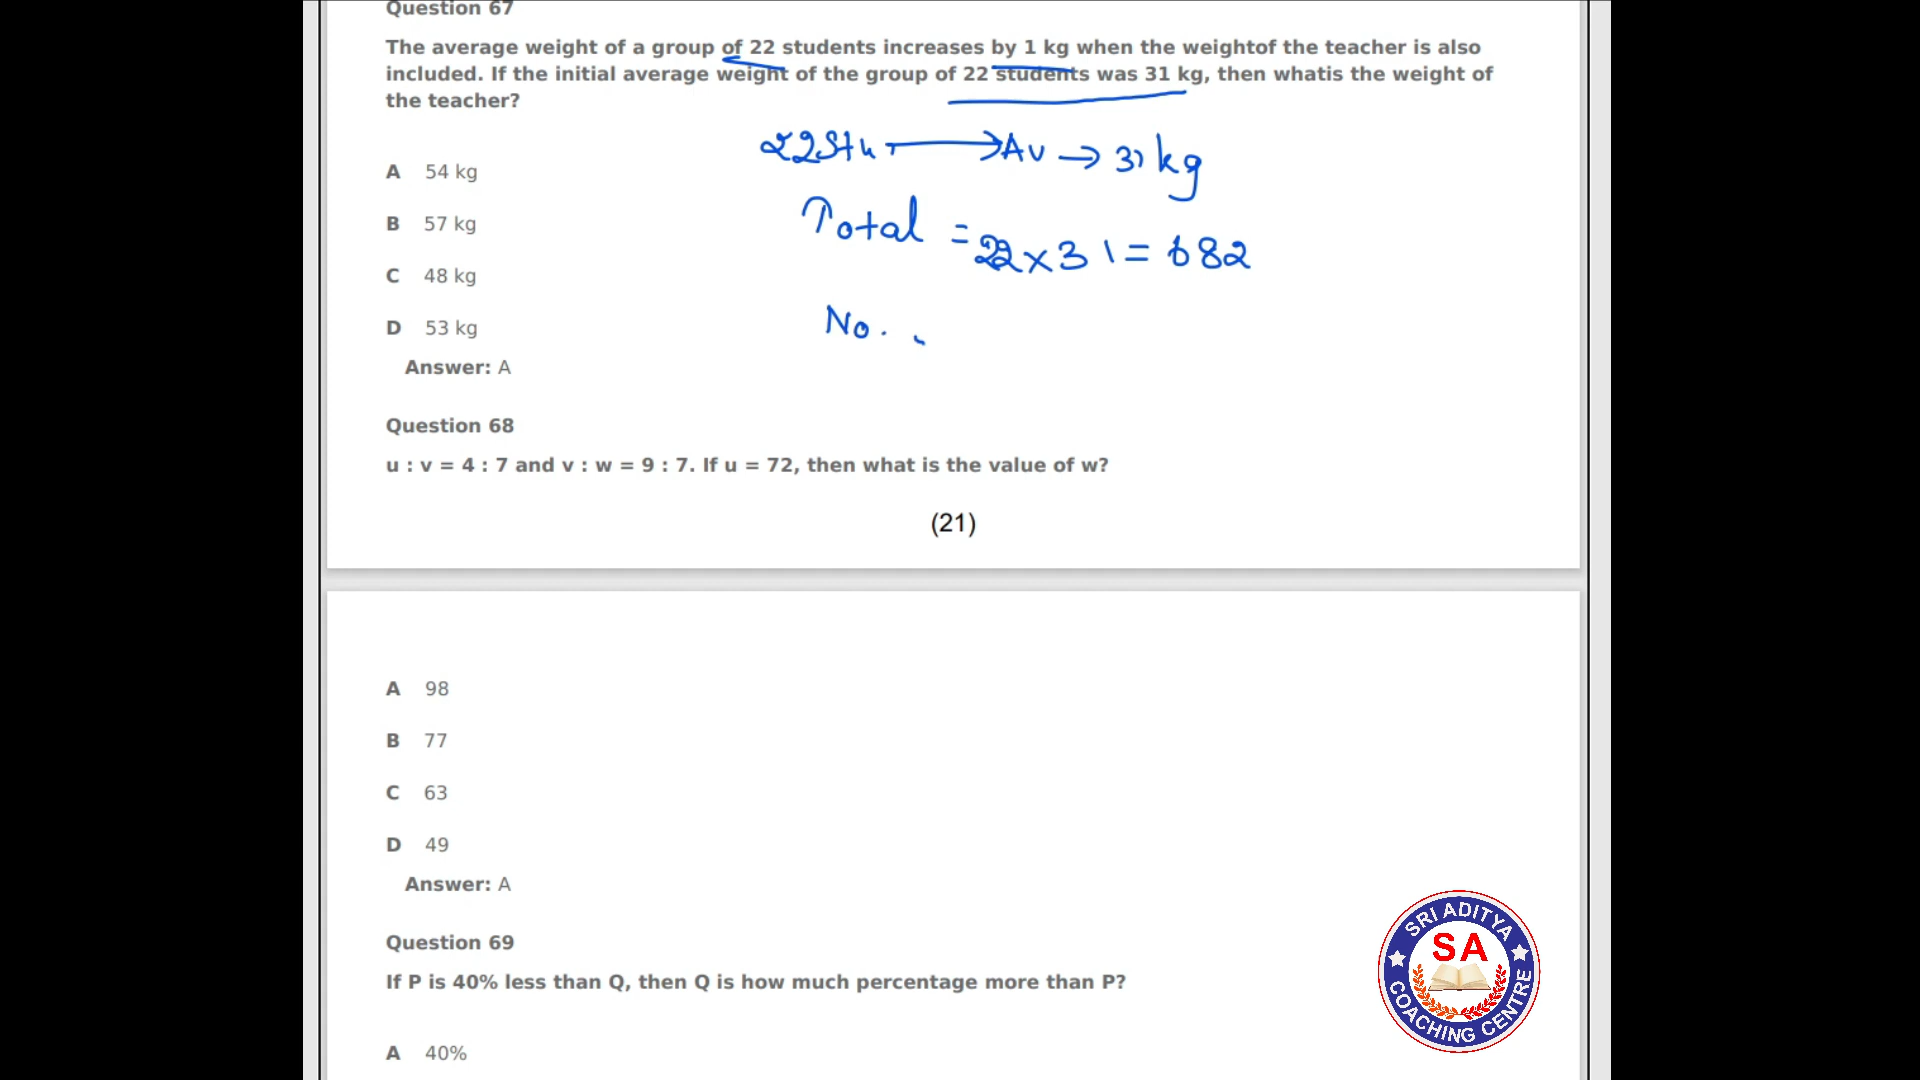 Question 67
The average weight of a group of 22 students increases by 1 kg when the weightof the teacher is also
included. If the initial average weight of the group of 22 students was 31 kg, then whatis the weight of
the teacher?
22Stu → Av → 31 kg
A 54 kg
Total = 22 x 31 = 682
B 57 kg
C 48 kg
No.
D 53 kg
Answer: A
Question 68
u : v = 4 : 7 and v : w = 9 : 7. If u = 72, then what is the value of w?
(21)
A 98
B 77
C 63
D 49
Answer: A
Question 69
If P is 40% less than Q, then Q is how much percentage more than P?
A 40%
SRI ADITYA
SA
COACHING CENTRE